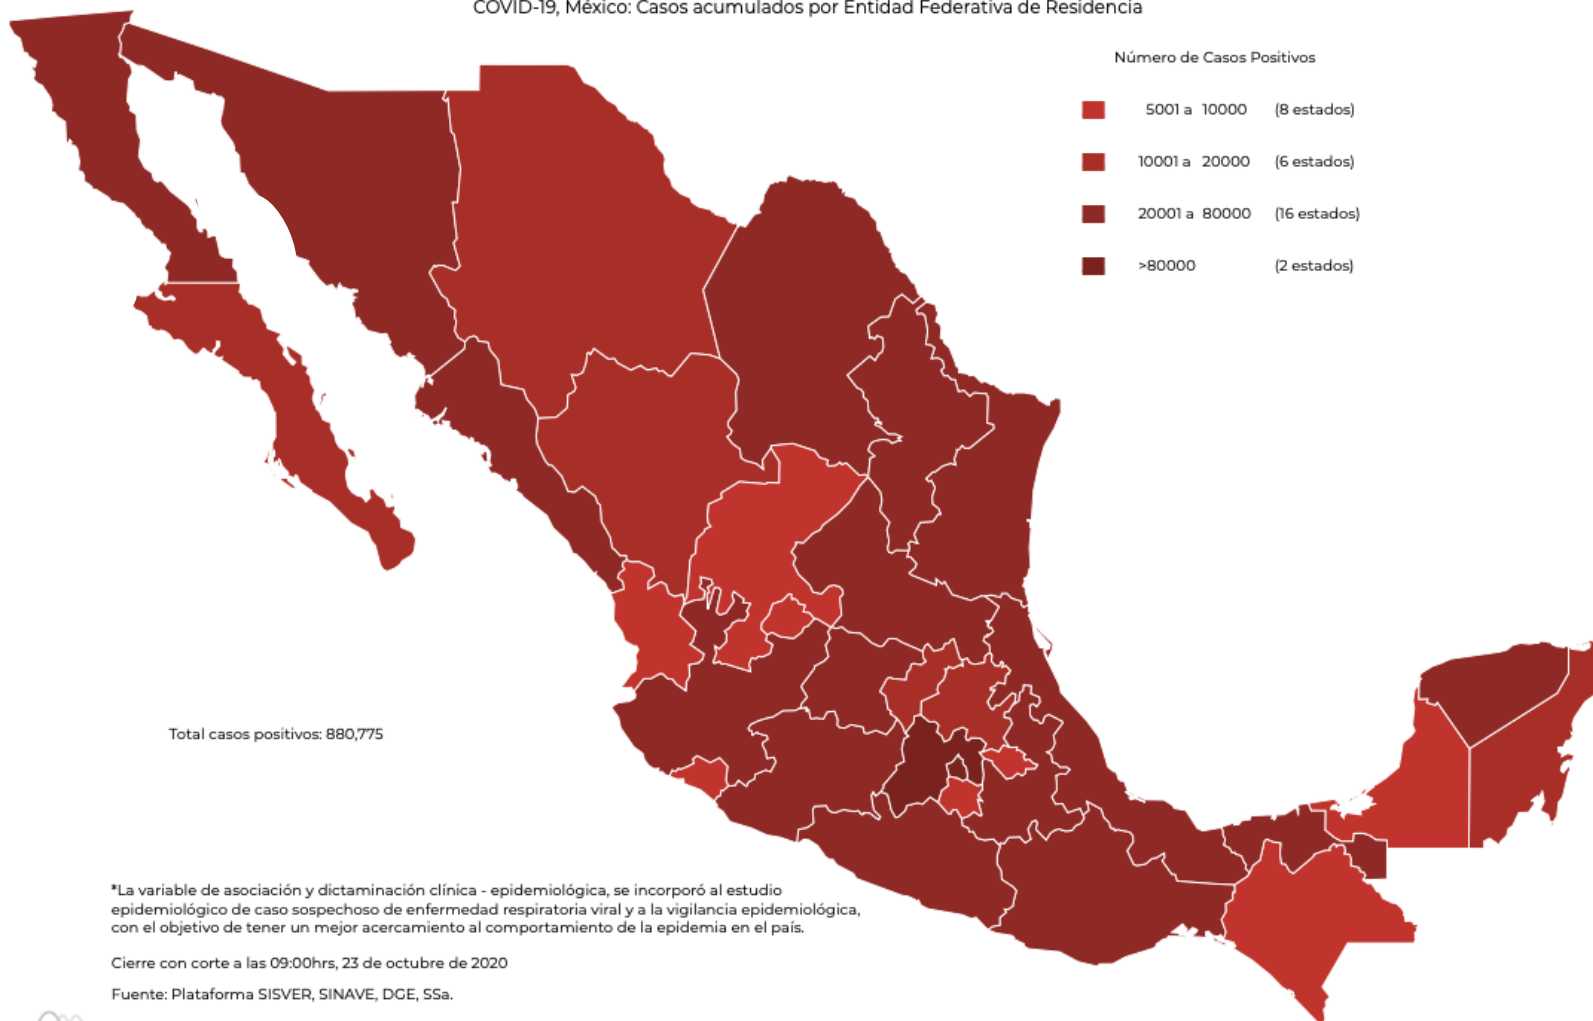 COVID-19, México: Casos acumulados por Entidad Federativa de Residencia
Número de Casos Positivos
5001 a 10000 (8 estados)
10001 a 20000 (6 estados)
20001 a 80000 (16 estados)
>80000 (2 estados)
Total casos positivos: 880,775
*La variable de asociación y dictaminación clínica - epidemiológica, se incorporó al estudio
epidemiológico de caso sospechoso de enfermedad respiratoria viral y a la vigilancia epidemiológica,
con el objetivo de tener un mejor acercamiento al comportamiento de la epidemia en el país.
Cierre con corte a las 09:00hrs, 23 de octubre de 2020
Fuente: Plataforma SISVER, SINAVE, DGE, SSa.